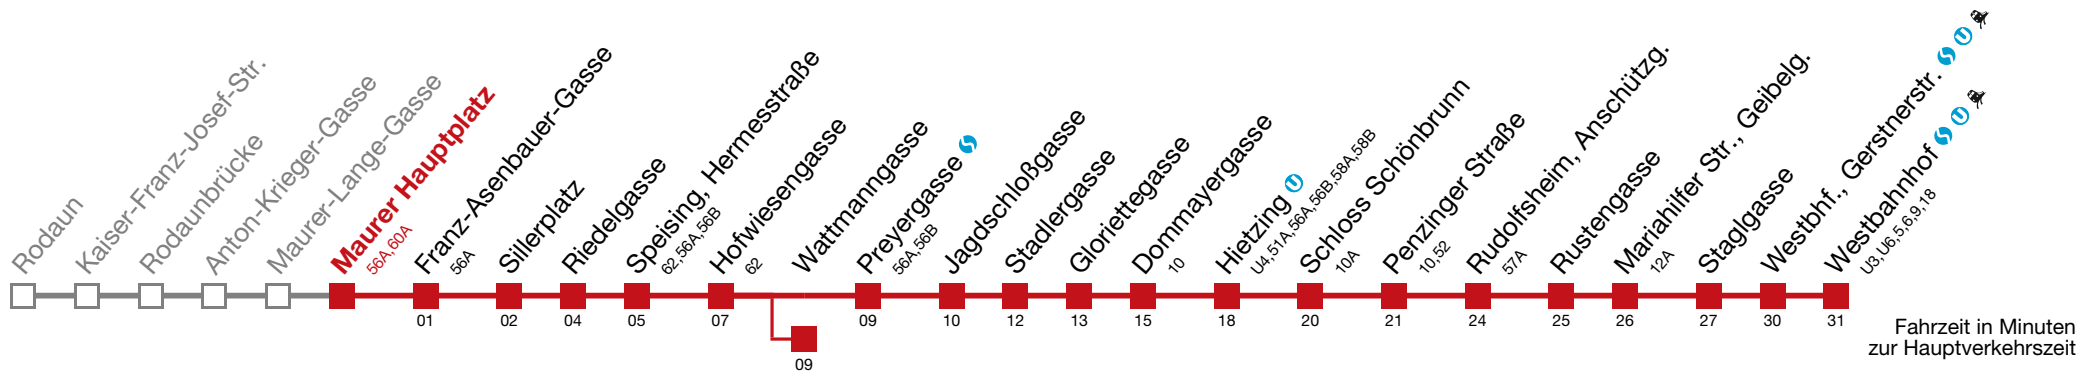 Rodaun
Kaiser-Franz-Josef-Str.
Rodaunbrücke
Anton-Krieger-Gasse
Maurer-Lange-Gasse
Maurer Hauptplatz
56A,60A
Franz-Asenbauer-Gasse
56A
Sillerplatz
Riedelgasse
Speising, Hermesstraße
62,56A,56B
Hofwiesengasse
62
Wattmanngasse
Preyergasse
56A,56B
Jagdschloßgasse
Stadlergasse
Gloriettegasse
Dommayergasse
10
Hietzing U
U4,51A,56A,56B,58A,58B
Schloss Schönbrunn
10A
Penzinger Straße
10,52
Rudolfsheim, Anschützg.
57A
Rustengasse
Mariahilfer Str., Geibelg.
12A
Staglgasse
Westbhf., Gerstnerstr. S U
Westbahnhof S U
U3,U6,5,6,9,18
01 02 04 05 07 09 10 12 13 15 18 20 21 24 25 26 27 30 31
09
Fahrzeit in Minuten
zur Hauptverkehrszeit